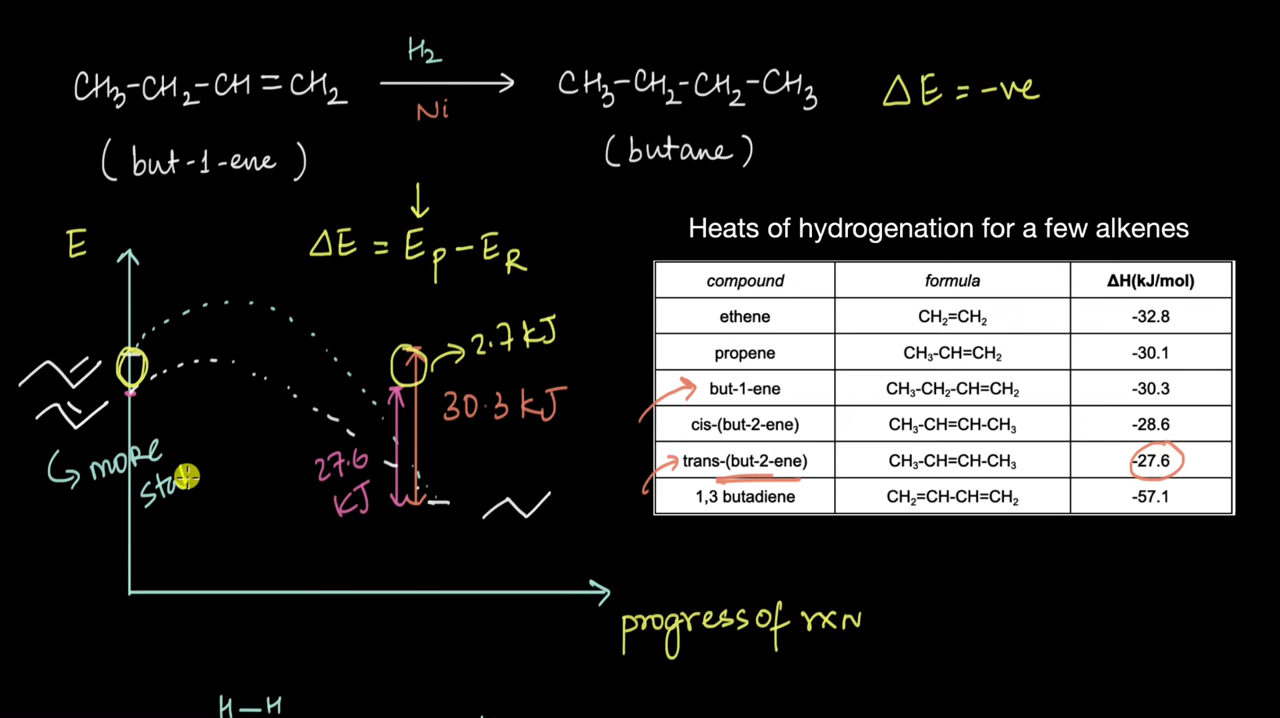 H2
CH3-CH2-CH=CH2
Ni
CH3-CH2-CH2-CH3
ΔE = -ve
(but-1-ene)
(butane)
E
ΔE = EP - ER
Heats of hydrogenation for a few alkenes
compound formula ΔH(kJ/mol)
ethene CH2=CH2 -32.8
propene CH3-CH=CH2 -30.1
but-1-ene CH3-CH2-CH=CH2 -30.3
cis-(but-2-ene) CH3-CH=CH-CH3 -28.6
trans-(but-2-ene) CH3-CH=CH-CH3 -27.6
1,3 butadiene CH2=CH-CH=CH2 -57.1
2.7 KJ
30.3 KJ
27.6
KJ
more
sta
progress of rxn
H-H